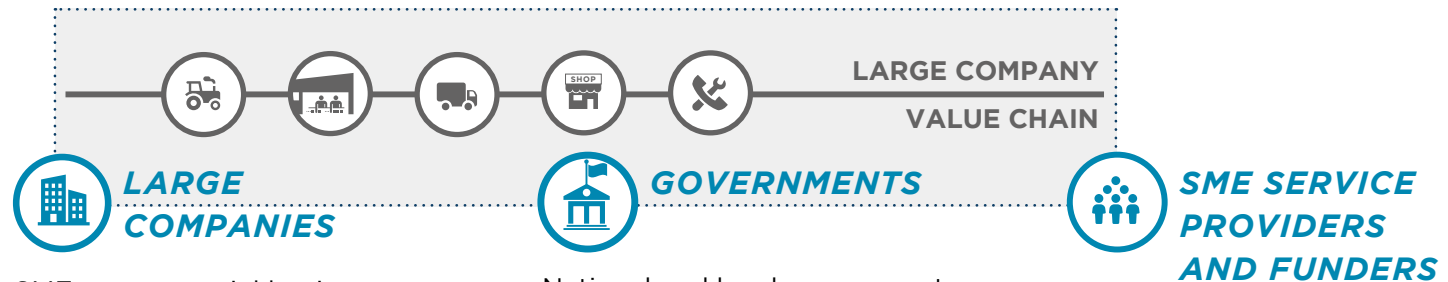 SHOP
LARGE COMPANY
VALUE CHAIN
LARGE
COMPANIES
GOVERNMENTS
SME SERVICE
PROVIDERS
AND FUNDERS